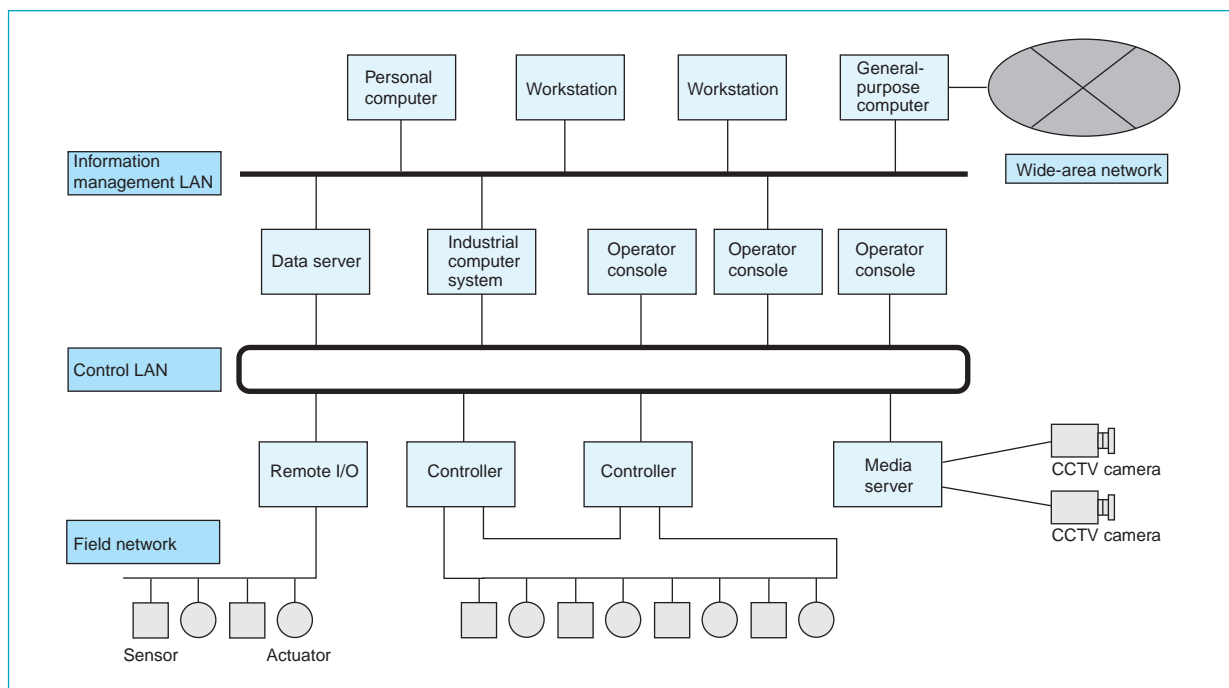 Personal
computer
Workstation
Workstation
General-
purpose
computer
Information
management LAN
Wide-area network
Data server
Industrial
computer
system
Operator
console
Operator
console
Operator
console
Control LAN
Remote I/O
Controller
Controller
Media
server
CCTV camera
CCTV camera
Field network
Sensor
Actuator